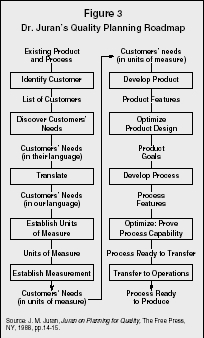 Figure 3
Dr. Juran's Quality Planning Roadmap
Existing Product
and Process
Identify Customer
List of Customers
Discover Customers'
Needs
Customers' Needs
(in their language)
Translate
Customers' Needs
(in our language)
Establish Units
of Measure
Units of Measure
Establish Measurement
Customers' Needs
(in units of measure)
Customers' needs
(in units of measure)
Develop Product
Product Features
Optimize
Product Design
Product
Goals
Develop Process
Process
Features
Optimize: Prove
Process Capability
Process Ready to Transfer
Transfer to Operations
Process Ready
to Produce
Source: J. M. Juran, Juran on Planning for Quality, The Free Press,
NY, 1988, pp.14-15.